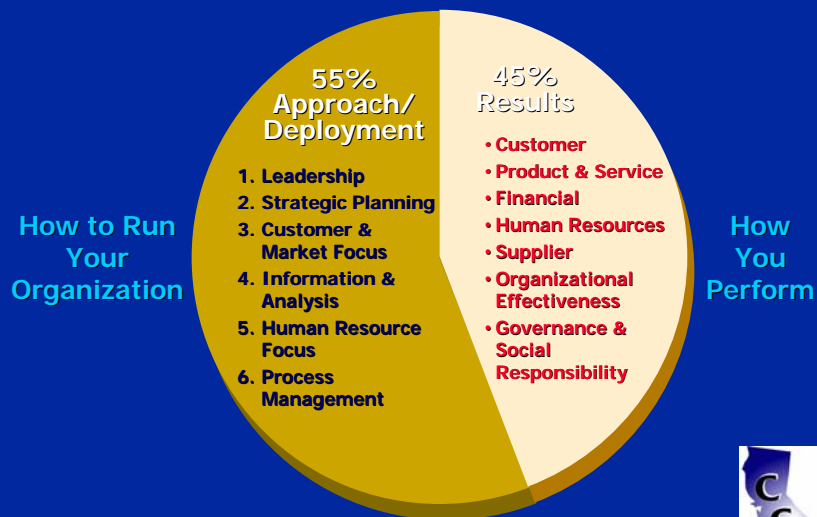 55%
Approach/
Deployment
1. Leadership
2. Strategic Planning
3. Customer &
Market Focus
4. Information &
Analysis
5. Human Resource
Focus
6. Process
Management
45%
Results
• Customer
• Product & Service
• Financial
• Human Resources
• Supplier
• Organizational
Effectiveness
• Governance &
Social
Responsibility
How to Run
Your
Organization
How
You
Perform
C